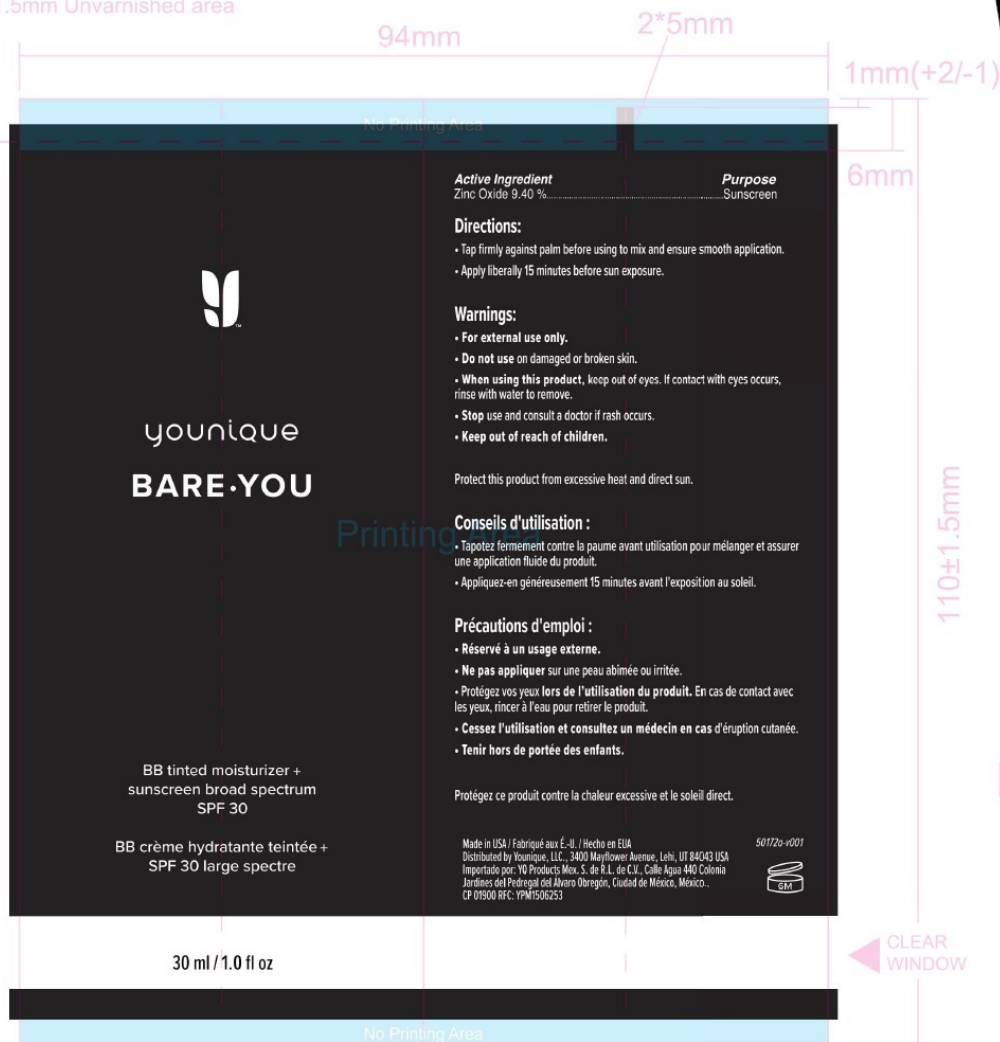 .5mm Unvarnished area
94mm
2*5mm
1mm(+2/-1)
No Printing Area
6mm
Active Ingredient Purpose
Zinc Oxide 9.40 %........................................................................Sunscreen
Directions:
• Tap firmly against palm before using to mix and ensure smooth application.
• Apply liberally 15 minutes before sun exposure.
Warnings:
• For external use only.
• Do not use on damaged or broken skin.
• When using this product, keep out of eyes. If contact with eyes occurs,
rinse with water to remove.
• Stop use and consult a doctor if rash occurs.
• Keep out of reach of children.
Protect this product from excessive heat and direct sun.
Conseils d'utilisation :
• Tapotez fermement contre la paume avant utilisation pour mélanger et assurer
une application fluide du produit.
• Appliquez-en généreusement 15 minutes avant l'exposition au soleil.
Précautions d'emploi :
• Réservé à un usage externe.
• Ne pas appliquer sur une peau abimée ou irritée.
• Protégez vos yeux lors de l'utilisation du produit. En cas de contact avec
les yeux, rincer à l'eau pour retirer le produit.
• Cessez l'utilisation et consultez un médecin en cas d'éruption cutanée.
• Tenir hors de portée des enfants.
Protégez ce produit contre la chaleur excessive et le soleil direct.
Made in USA / Fabriqué aux É.-U. / Hecho en EUA
Distributed by Younique, LLC., 3400 Mayflower Avenue, Lehi, UT 84043 USA
Importado por: YQ Products Mex. S. de R.L. de C.V., Calle Agua 440 Colonia
Jardines del Pedregal del Alvaro Obregón, Ciudad de México, México..
CP 01900 RFC: YPM1506253
50172a-v001
6M
y
TM
younique
BARE·YOU
Printing Area
BB tinted moisturizer +
sunscreen broad spectrum
SPF 30
BB crème hydratante teintée +
SPF 30 large spectre
30 ml / 1.0 fl oz
110±1.5mm
CLEAR
WINDOW
No Printing Area